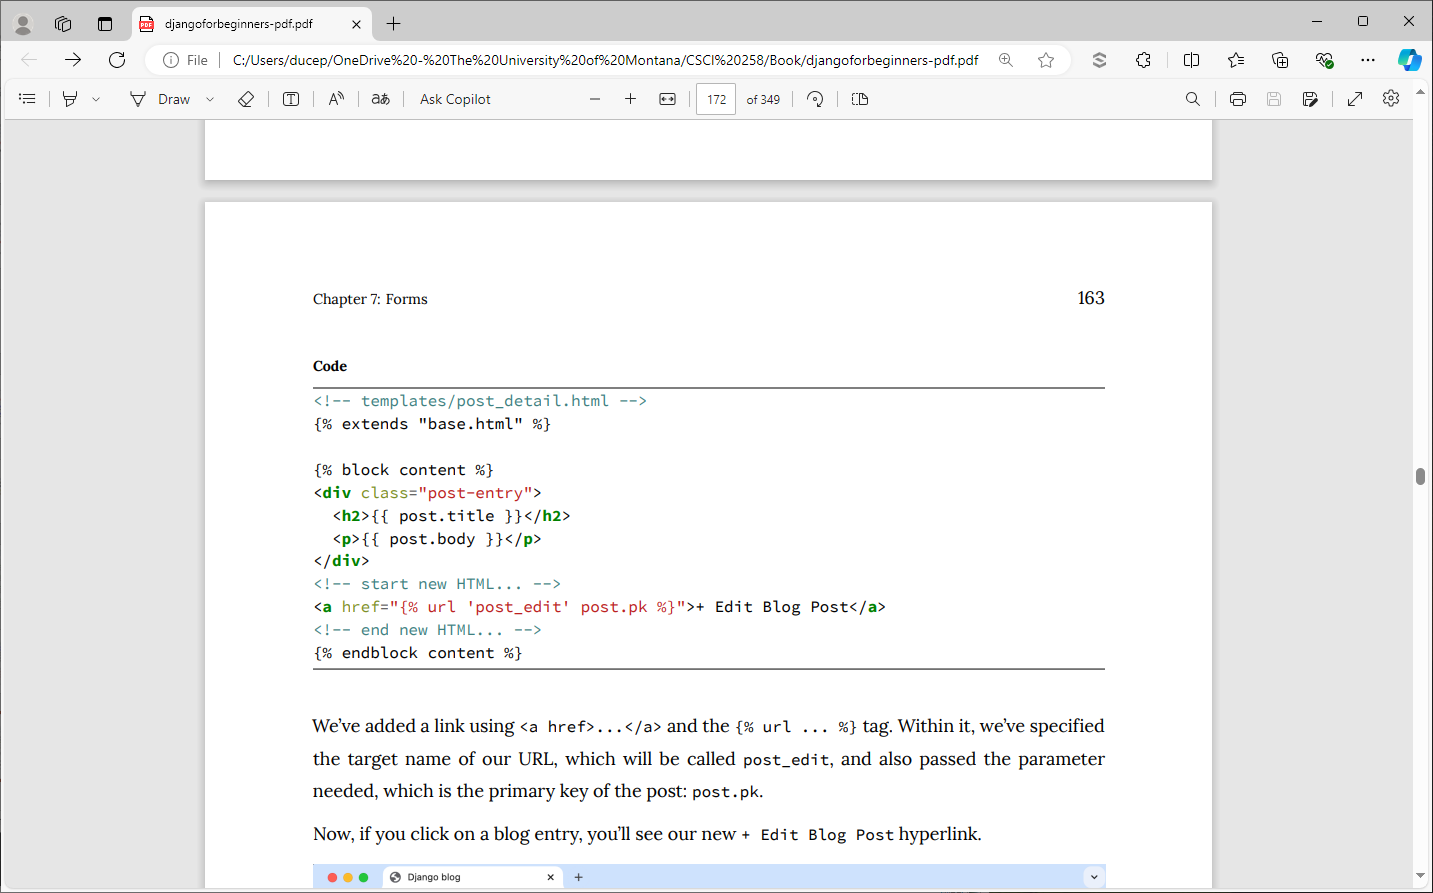 djangoforbeginners-pdf.pdf
File
C:/Users/ducep/OneDrive%20-%20The%20University%20of%20Montana/CSCI%20258/Book/djangoforbeginners-pdf.pdf
Draw
T
A
aあ
Ask Copilot
172
of 349
Chapter 7: Forms
163
Code
<!-- templates/post_detail.html -->
{% extends "base.html" %}
{% block content %}
<div class="post-entry">
<h2>{{ post.title }}</h2>
<p>{{ post.body }}</p>
</div>
<!-- start new HTML... -->
<a href="{% url 'post_edit' post.pk %}">+ Edit Blog Post</a>
<!-- end new HTML... -->
{% endblock content %}
We’ve added a link using <a href>...</a> and the {% url ... %} tag. Within it, we’ve specified
the target name of our URL, which will be called post_edit, and also passed the parameter
needed, which is the primary key of the post: post.pk.
Now, if you click on a blog entry, you’ll see our new + Edit Blog Post hyperlink.
Django blog